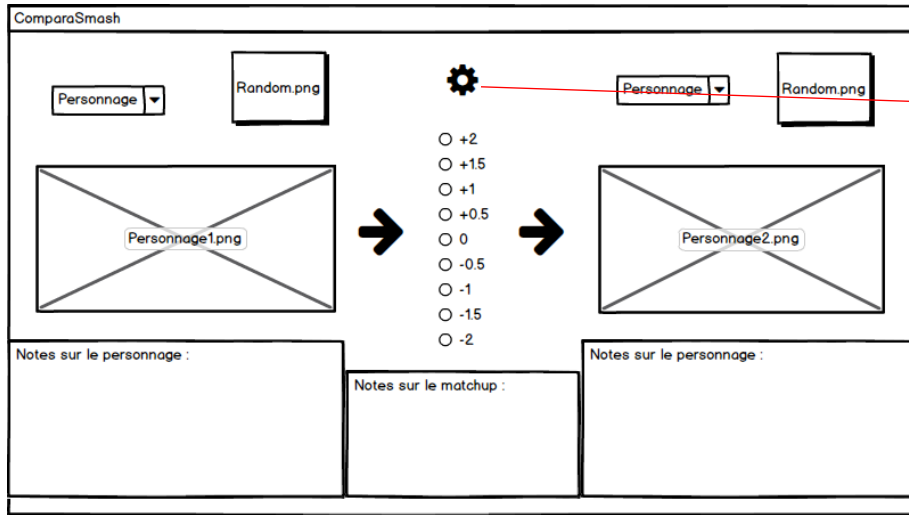 ComparaSmash
Personnage
Random.png
Personnage
Random.png
+2
+1.5
+1
+0.5
0
-0.5
-1
-1.5
-2
Personnage1.png
Personnage2.png
Notes sur le personnage :
Notes sur le matchup :
Notes sur le personnage :